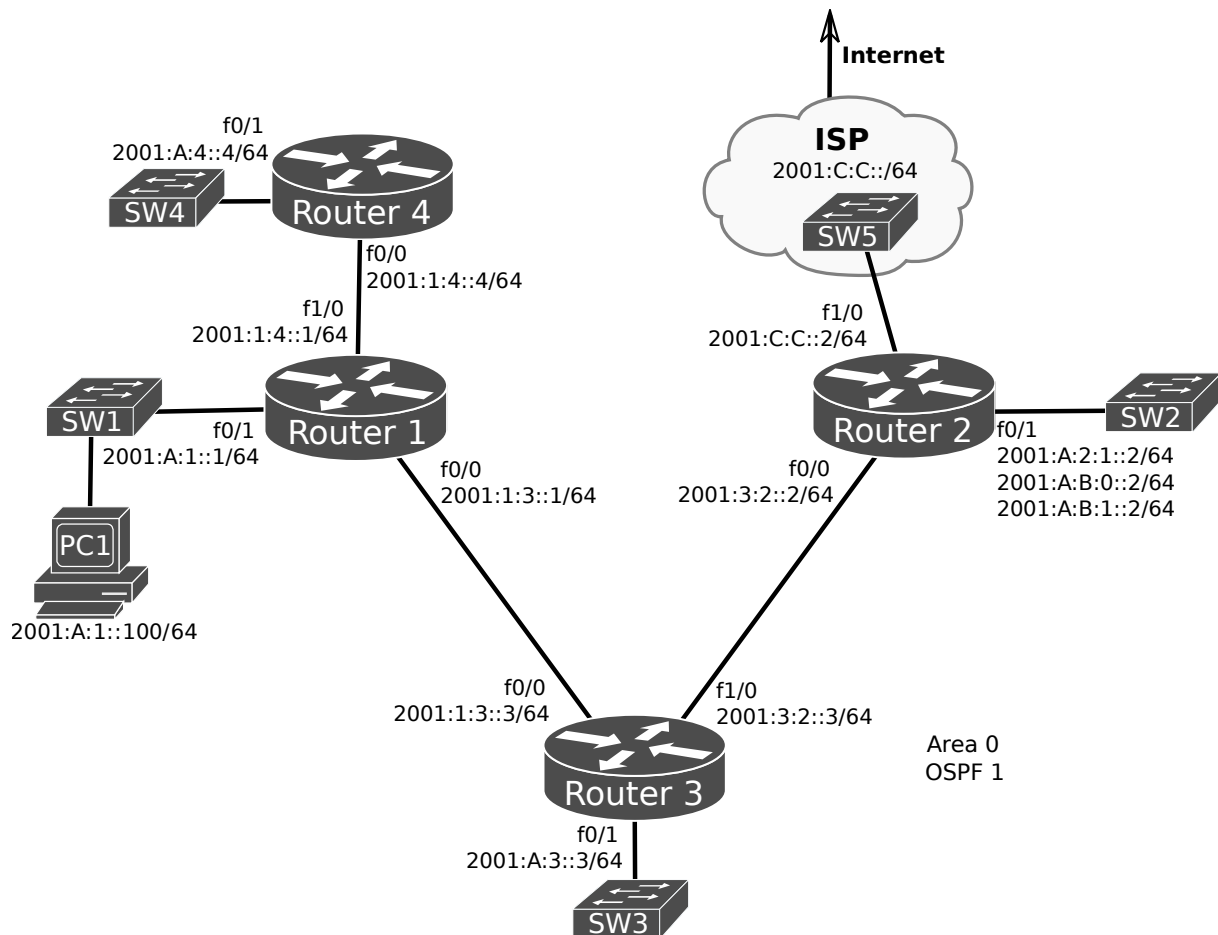 Internet
ISP
2001:C:C::/64
SW5
f0/1
2001:A:4::4/64
SW4
Router 4
f0/0
2001:1:4::4/64
f1/0
2001:1:4::1/64
f1/0
2001:C:C::2/64
SW1
Router 1
f0/1
2001:A:1::1/64
f0/0
2001:1:3::1/64
Router 2
SW2
f0/1
2001:A:2:1::2/64
2001:A:B:0::2/64
2001:A:B:1::2/64
f0/0
2001:3:2::2/64
PC1
2001:A:1::100/64
f0/0
2001:1:3::3/64
f1/0
2001:3:2::3/64
Area 0
OSPF 1
Router 3
f0/1
2001:A:3::3/64
SW3